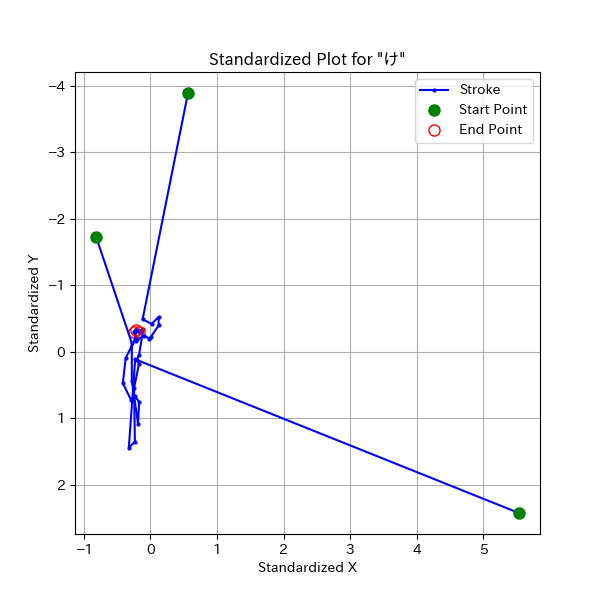 Standardized Plot for "け"
Stroke
Start Point
End Point
−4
−3
−2
−1
0
1
2
Standardized Y
−1 0 1 2 3 4 5
Standardized X